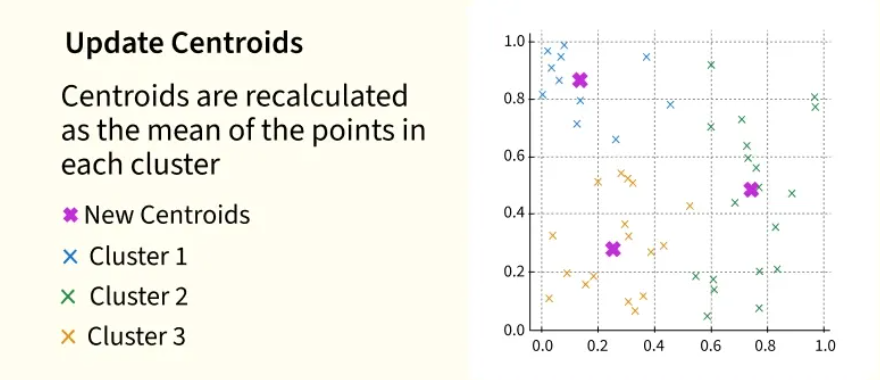 Update Centroids
Centroids are recalculated
as the mean of the points in
each cluster
New Centroids
Cluster 1
Cluster 2
Cluster 3
1.0
0.8
0.6
0.4
0.2
0.0
0.0 0.2 0.4 0.6 0.8 1.0